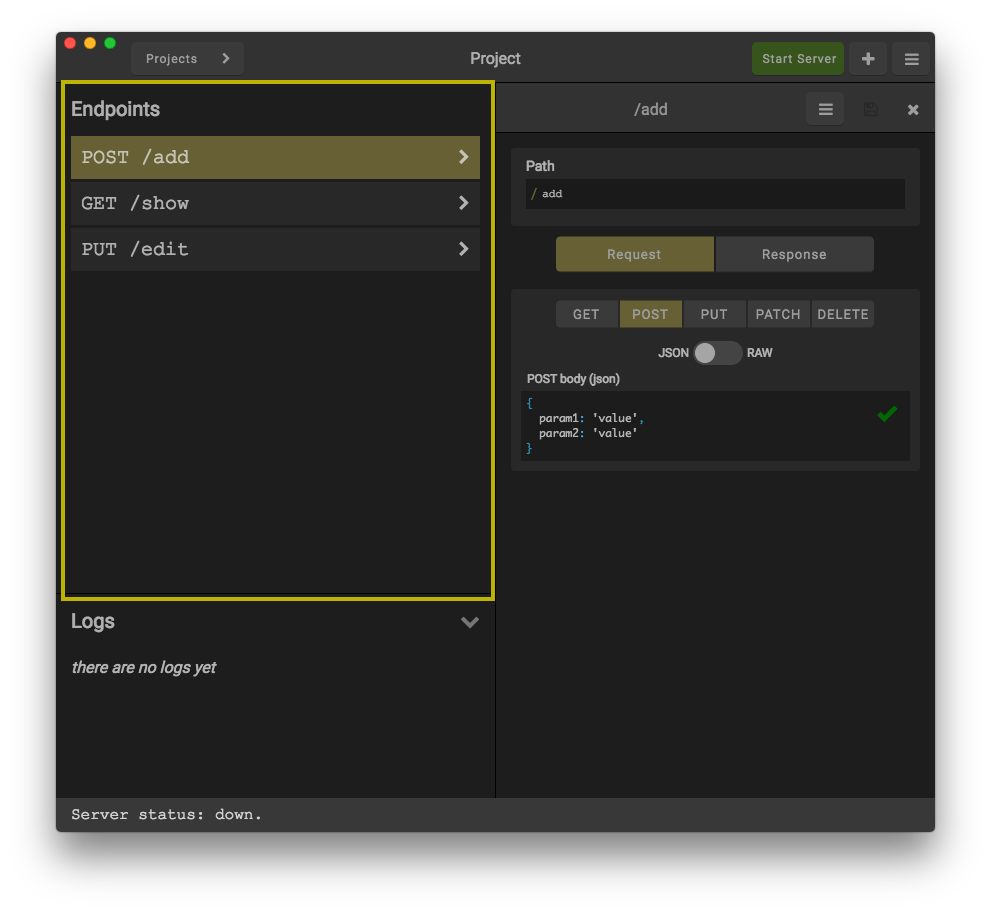 Projects
Project
Start Server
Endpoints
POST /add
GET /show
PUT /edit
Logs
there are no logs yet
/add
Path
/ add
Request Response
GET POST PUT PATCH DELETE
JSON RAW
POST body (json)
{
param1: 'value',
param2: 'value'
}
Server status: down.